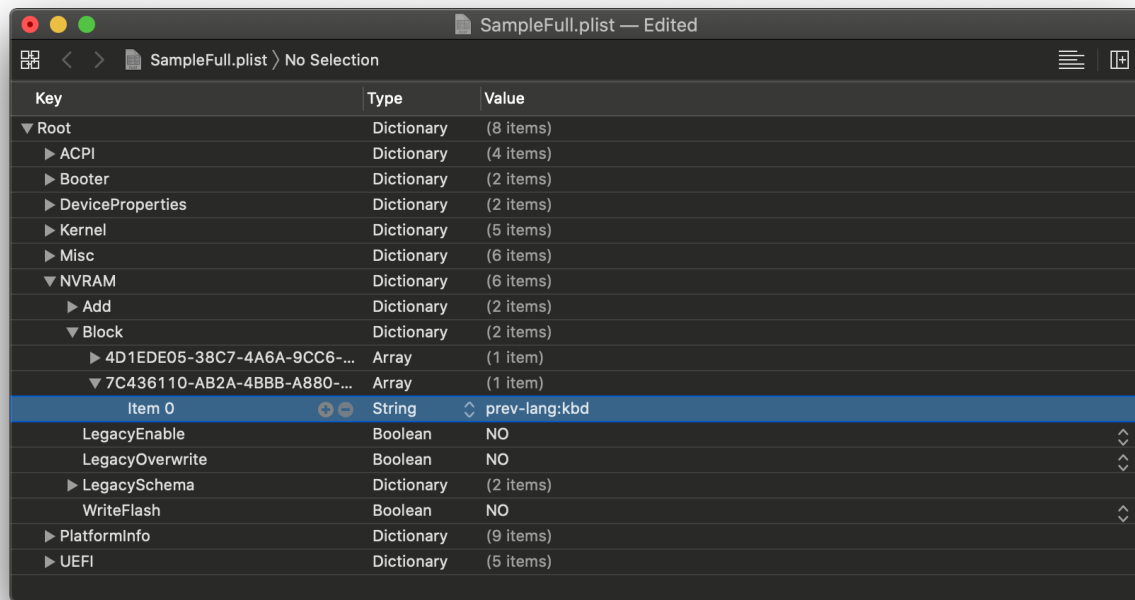 SampleFull.plist — Edited
SampleFull.plist 〉 No Selection
Key Type Value
Root Dictionary (8 items)
ACPI Dictionary (4 items)
Booter Dictionary (2 items)
DeviceProperties Dictionary (2 items)
Kernel Dictionary (5 items)
Misc Dictionary (6 items)
NVRAM Dictionary (6 items)
Add Dictionary (2 items)
Block Dictionary (2 items)
4D1EDE05-38C7-4A6A-9CC6-... Array (1 item)
7C436110-AB2A-4BBB-A880-... Array (1 item)
Item 0 String prev-lang:kbd
LegacyEnable Boolean NO
LegacyOverwrite Boolean NO
LegacySchema Dictionary (2 items)
WriteFlash Boolean NO
PlatformInfo Dictionary (9 items)
UEFI Dictionary (5 items)